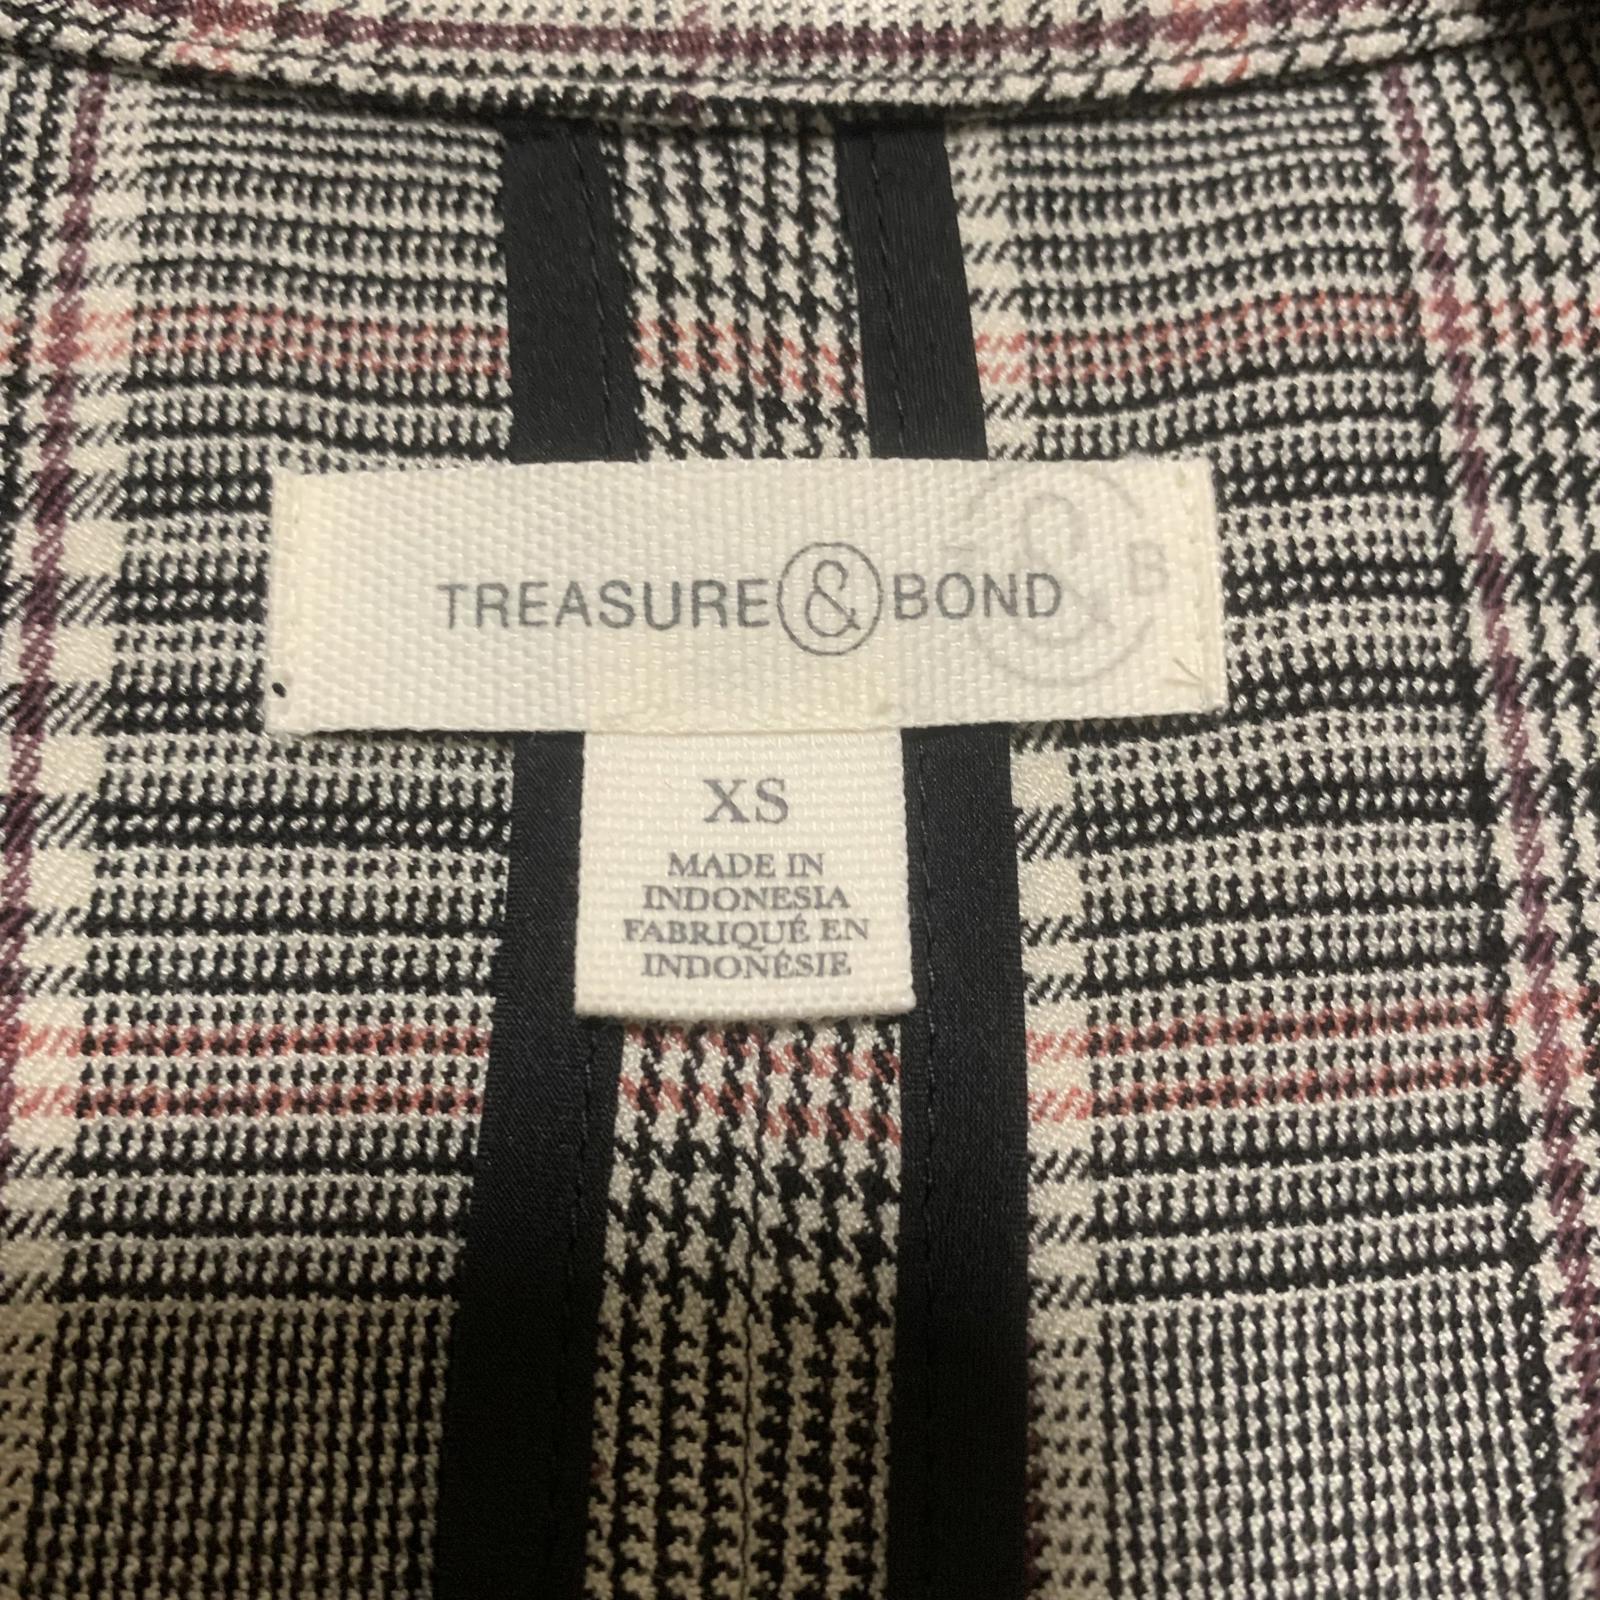 TREASURE & BOND
& B
XS
MADE IN
INDONESIA
FABRIQUÉ EN
INDONÉSIE